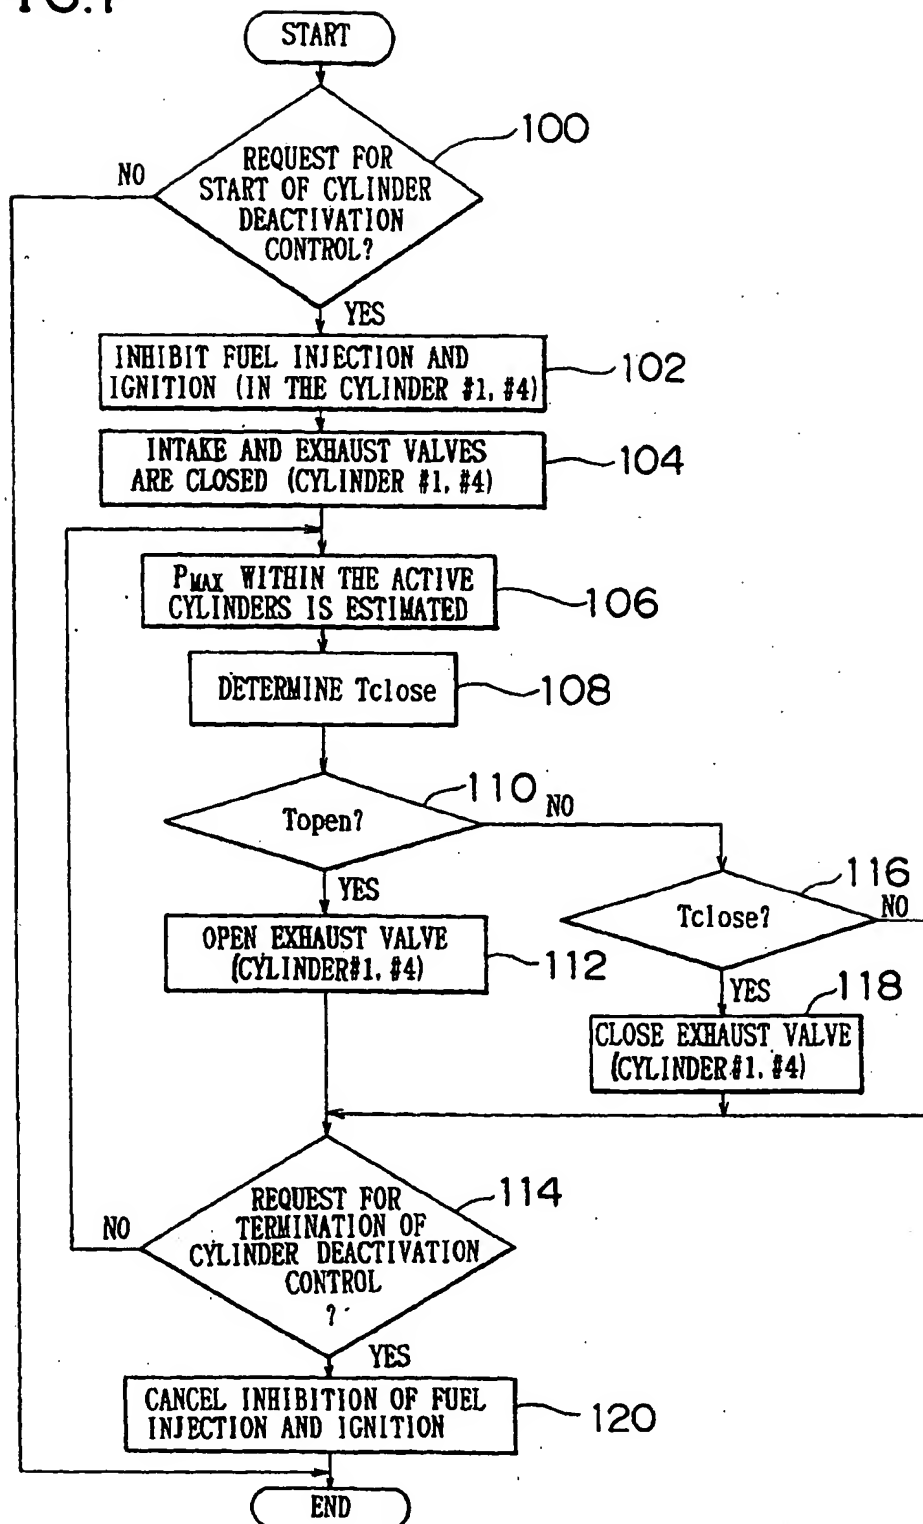 START
100
REQUEST FOR
START OF CYLINDER
DEACTIVATION
CONTROL?
NO
YES
INHIBIT FUEL INJECTION AND
IGNITION (IN THE CYLINDER #1, #4)
102
INTAKE AND EXHAUST VALVES
ARE CLOSED (CYLINDER #1, #4)
104
PMAX WITHIN THE ACTIVE
CYLINDERS IS ESTIMATED
106
DETERMINE Tclose
108
Topen?
110
NO
YES
Tclose?
116
NO
OPEN EXHAUST VALVE
(CYLINDER#1, #4)
112
YES
118
CLOSE EXHAUST VALVE
(CYLINDER#1, #4)
REQUEST FOR
TERMINATION OF
CYLINDER DEACTIVATION
CONTROL
?
114
NO
YES
CANCEL INHIBITION OF FUEL
INJECTION AND IGNITION
120
END